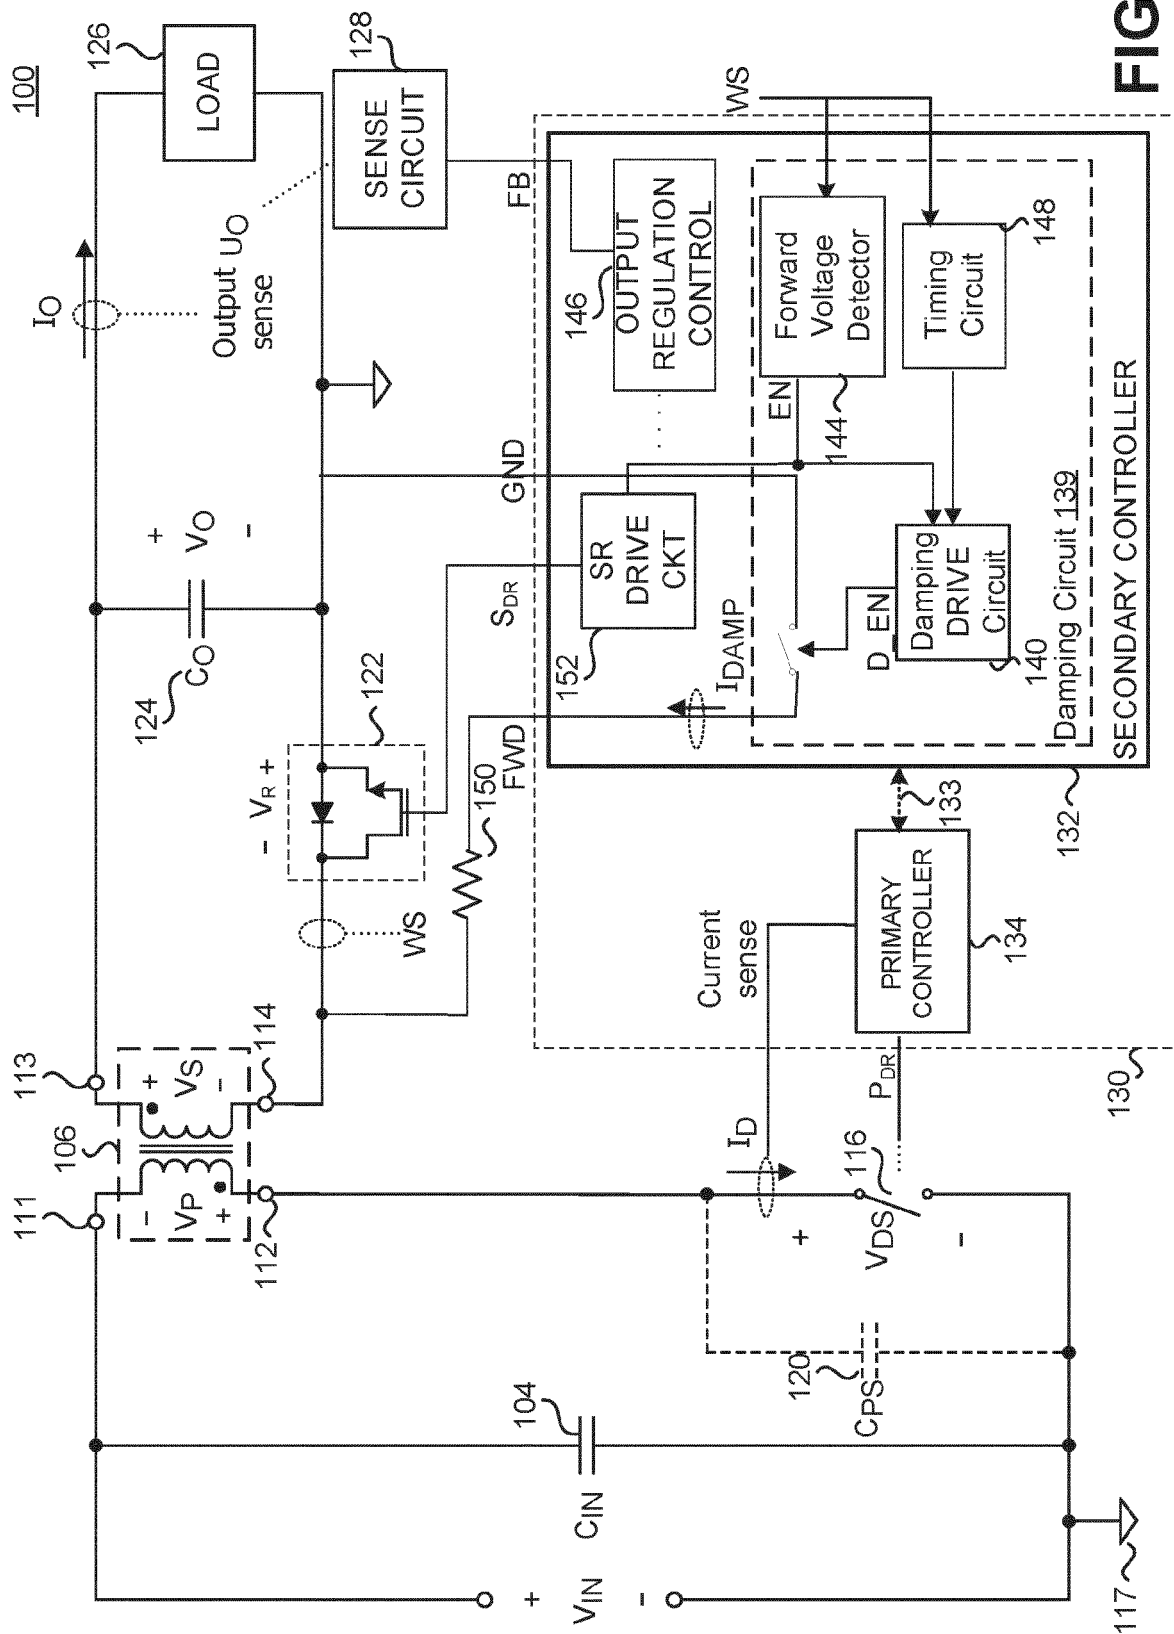 100
FIG
111
106
113
-
VP
+
+
VS
-
112
114
IO
126
LOAD
Output UO
sense
128
SENSE
CIRCUIT
124
CO
+
VO
-
- VR +
122
WS
150
FWD
SDR
GND
FB
VIN
+
-
CIN
104
117
120
CPS
ID
+
VDS
-
116
PDR
130
Current
sense
PRIMARY
CONTROLLER
134
133
132
IDAMP
152
SR
DRIVE
CKT
146
OUTPUT
REGULATION
CONTROL
WS
EN
144
Forward
Voltage
Detector
148
Timing
Circuit
D_EN
Damping
DRIVE
Circuit
140
Damping Circuit 139
SECONDARY CONTROLLER